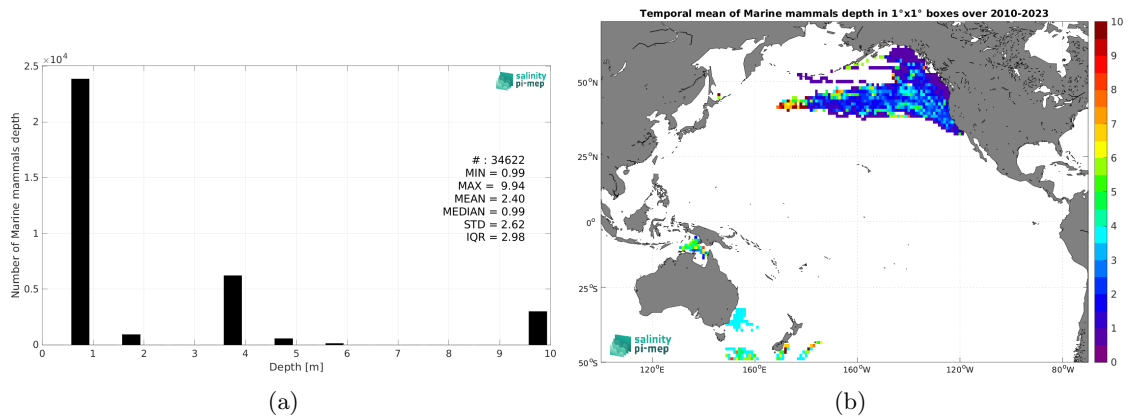 ×10⁴
2.5
2
1.5
1
0.5
0
Number of Marine mammals depth
salinity
pi-mep
# : 34622
MIN = 0.99
MAX = 9.94
MEAN = 2.40
MEDIAN = 0.99
STD = 2.62
IQR = 2.98
0 1 2 3 4 5 6 7 8 9 10
Depth [m]
(a)
Temporal mean of Marine mammals depth in 1°x1° boxes over 2010-2023
50°N
25°N
0°
25°S
50°S
120°E 160°E 160°W 120°W 80°W
salinity
pi-mep
10
9
8
7
6
5
4
3
2
1
0
(b)